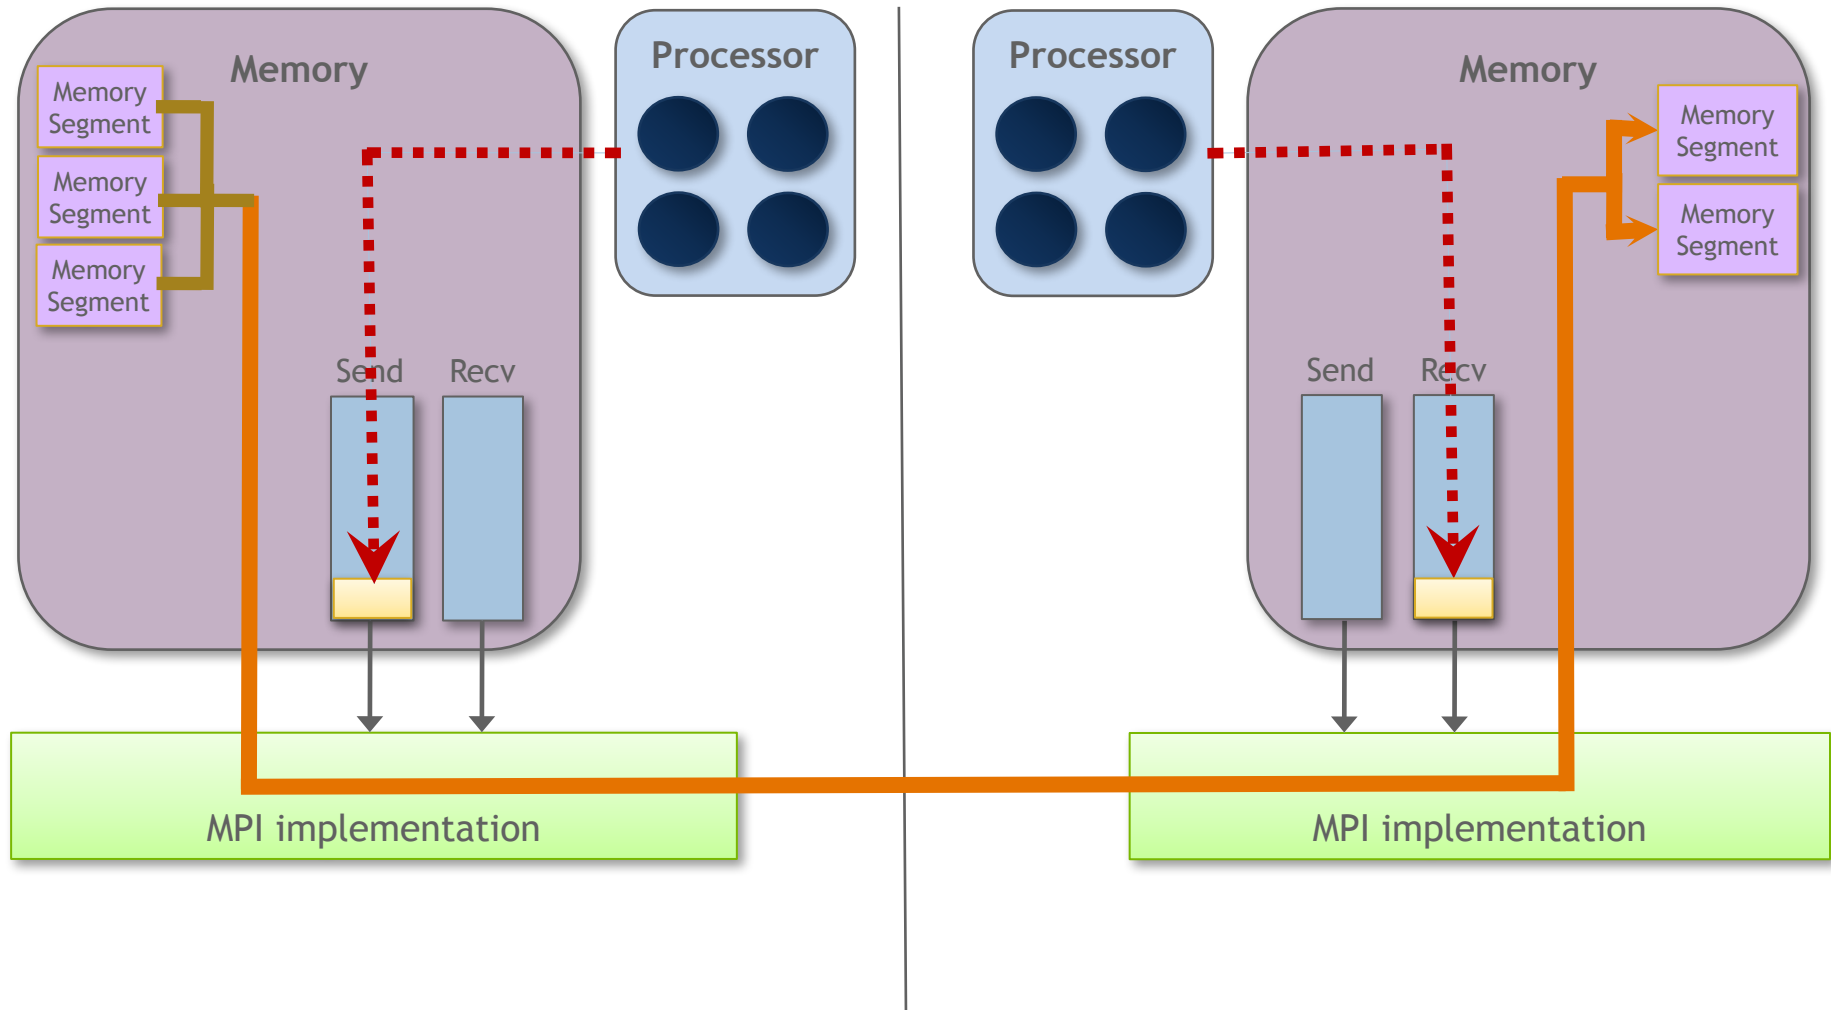 Memory
Processor
Memory
Segment
Memory
Segment
Memory
Segment
Send
Recv
MPI implementation
Processor
Memory
Memory
Segment
Memory
Segment
Send
Recv
MPI implementation